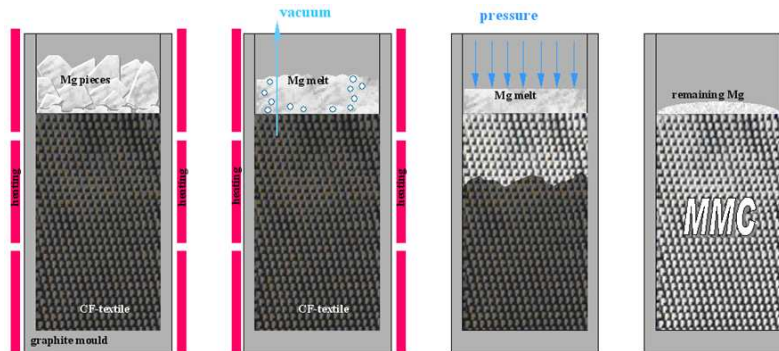 vacuum
pressure
Mg pieces
Mg melt
Mg melt
remaining Mg
heating
heating
heating
heating
MMC
CF-textile
CF-textile
graphite mould